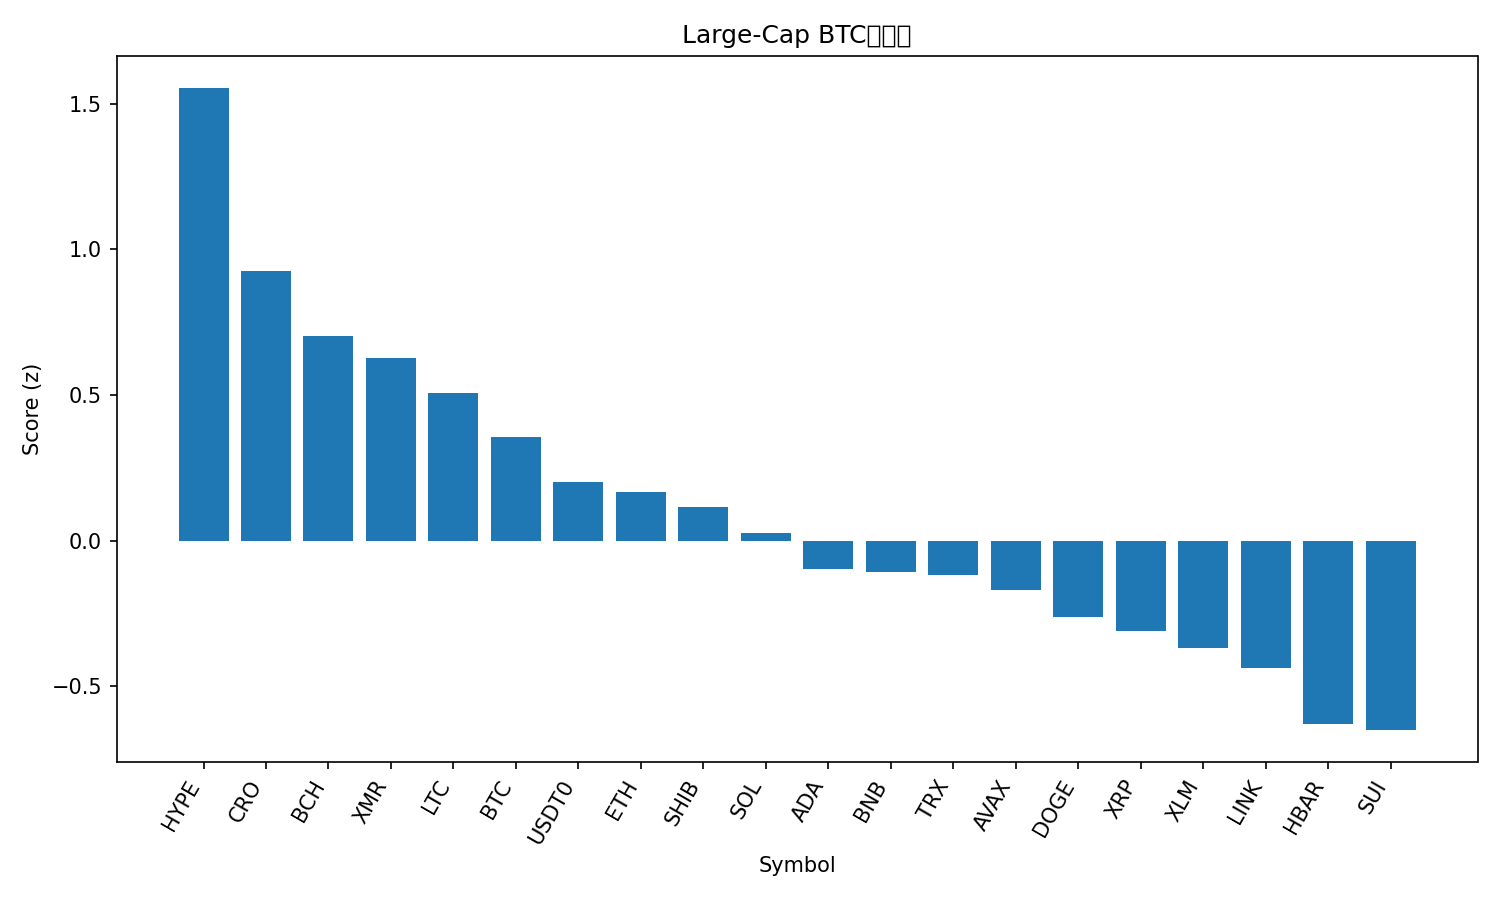 Large-Cap BTC
1.5
1.0
0.5
0.0
−0.5
Score (z)
HYPE
CRO
BCH
XMR
LTC
BTC
USDT0
ETH
SHIB
SOL
ADA
BNB
TRX
AVAX
DOGE
XRP
XLM
LINK
HBAR
SUI
Symbol